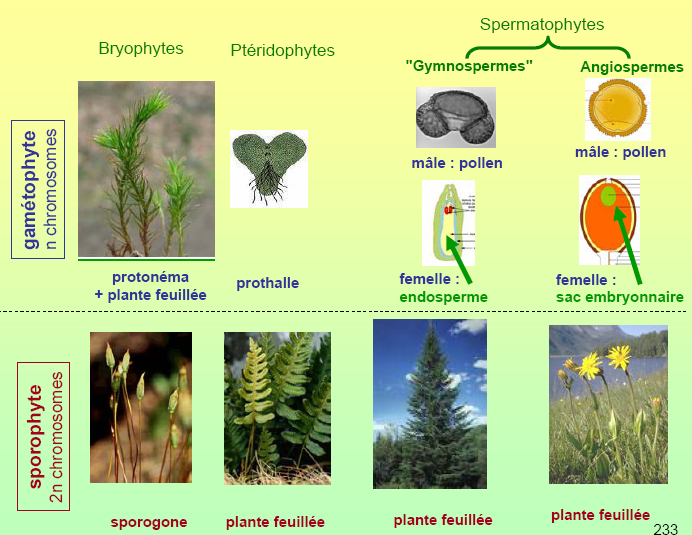 Spermatophytes
Bryophytes
Ptéridophytes
"Gymnospermes"
Angiospermes
gamétophyte
n chromosomes
mâle : pollen
mâle : pollen
protonéma
+ plante feuillée
prothalle
femelle :
endosperme
femelle :
sac embryonnaire
sporophyte
2n chromosomes
sporogone
plante feuillée
plante feuillée
plante feuillée
233